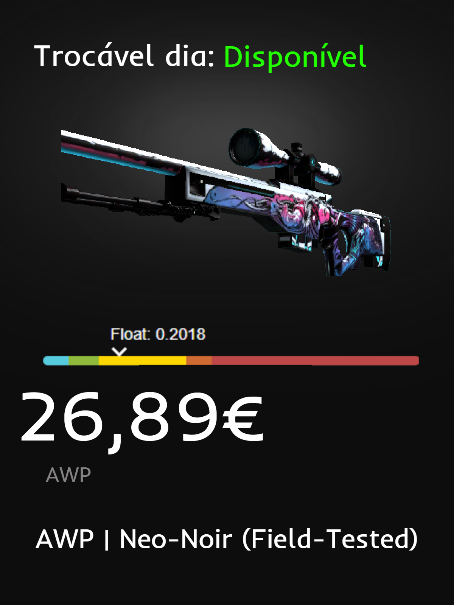 Trocável dia: Disponível
Float: 0.2018
26,89€
AWP
AWP | Neo-Noir (Field-Tested)